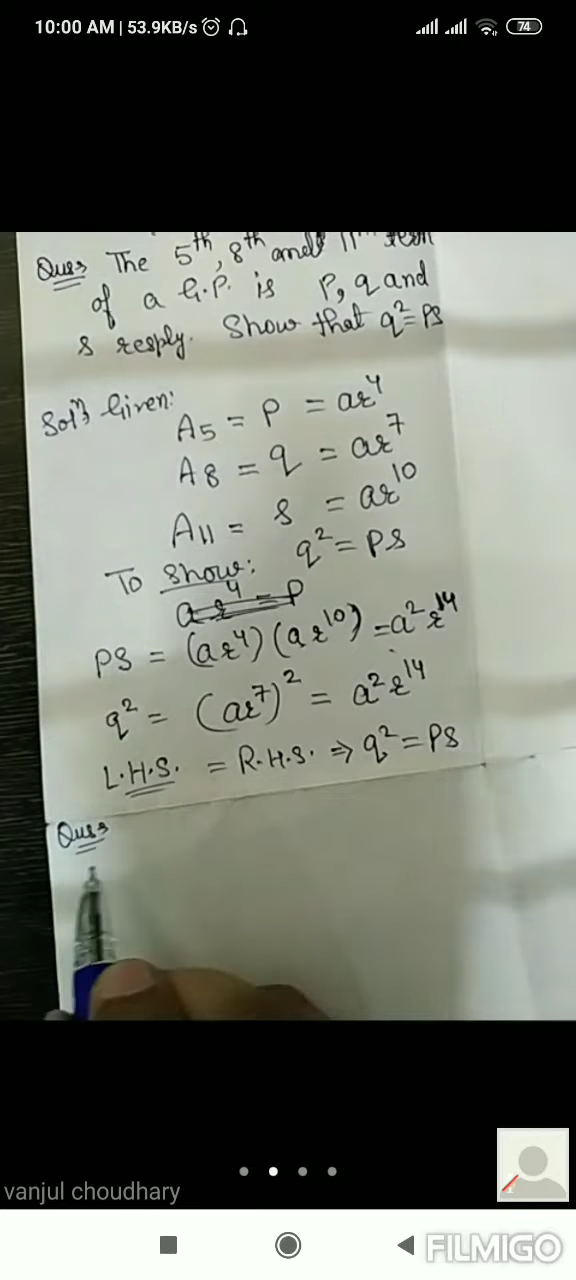 10:00 AM | 53.9KB/s
74
Ques The 5th, 8th and 11th term
of a G.P. is P, q and
s resply. Show that q² = ps
Soln Given:
A5 = P = ar⁴
A8 = q = ar⁷
A11 = s = ar¹⁰
To Show: q² = ps
ar⁴ = P
ps = (ar⁴)(ar¹⁰) = a²r¹⁴
q² = (ar⁷)² = a²r¹⁴
L.H.S. = R.H.S. ⇒ q² = ps
Ques
vanjul choudhary
FILMIGO